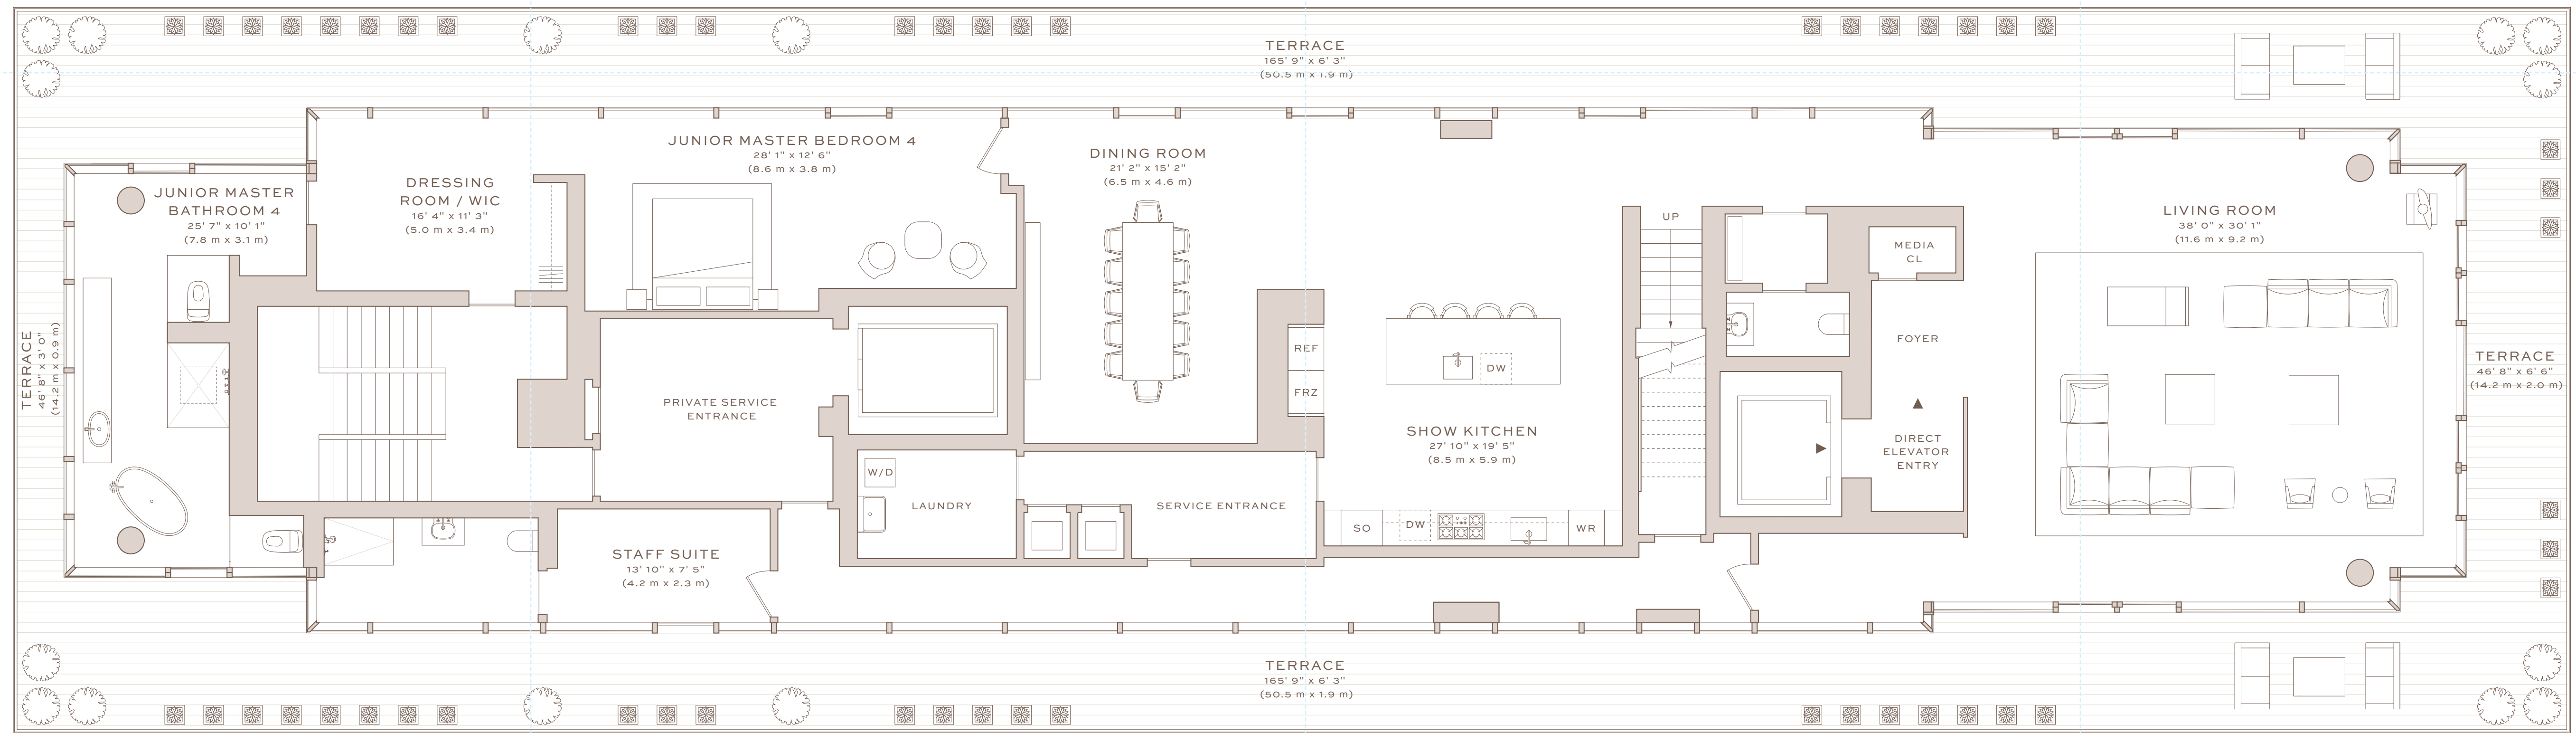 TERRACE
165' 9" x 6' 3"
(50.5 m x 1.9 m)
JUNIOR MASTER BEDROOM 4
28' 1" x 12' 6"
(8.6 m x 3.8 m)
DINING ROOM
21' 2" x 15' 2"
(6.5 m x 4.6 m)
JUNIOR MASTER
BATHROOM 4
25' 7" x 10' 1"
(7.8 m x 3.1 m)
DRESSING
ROOM / WIC
16' 4" x 11' 3"
(5.0 m x 3.4 m)
UP
MEDIA
CL
LIVING ROOM
38' 0" x 30' 1"
(11.6 m x 9.2 m)
TERRACE
46' 8" x 3' 0"
(14.2 m x 0.9 m)
REF
FRZ
DW
FOYER
TERRACE
46' 8" x 6' 6"
(14.2 m x 2.0 m)
PRIVATE SERVICE
ENTRANCE
SHOW KITCHEN
27' 10" x 19' 5"
(8.5 m x 5.9 m)
DIRECT
ELEVATOR
ENTRY
W/D
LAUNDRY
SERVICE ENTRANCE
SO
DW
WR
STAFF SUITE
13' 10" x 7' 5"
(4.2 m x 2.3 m)
TERRACE
165' 9" x 6' 3"
(50.5 m x 1.9 m)